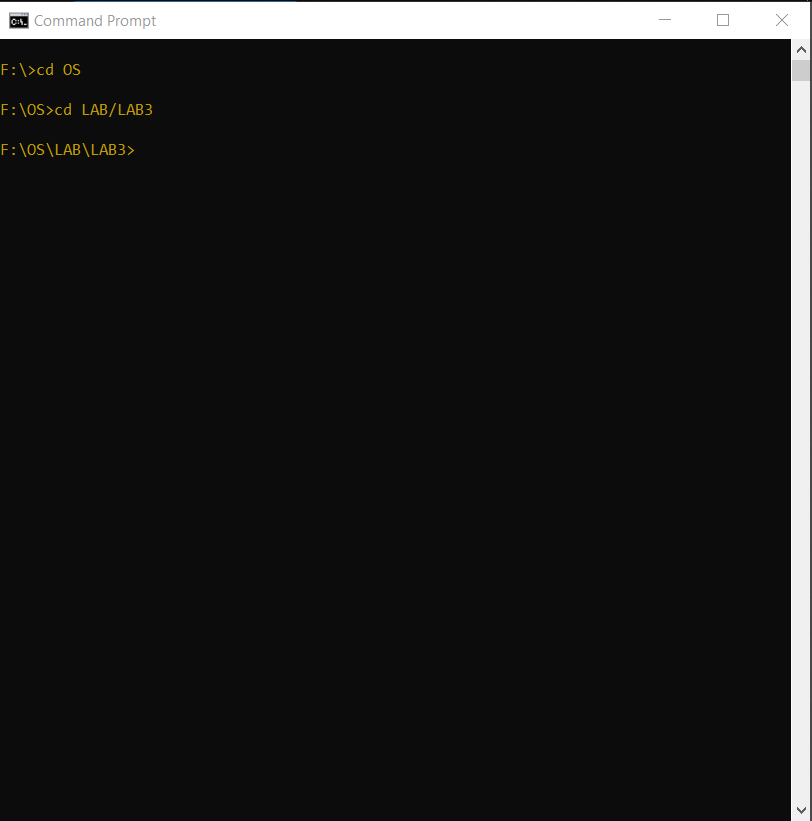 Command Prompt
F:\>cd OS
F:\OS>cd LAB/LAB3
F:\OS\LAB\LAB3>